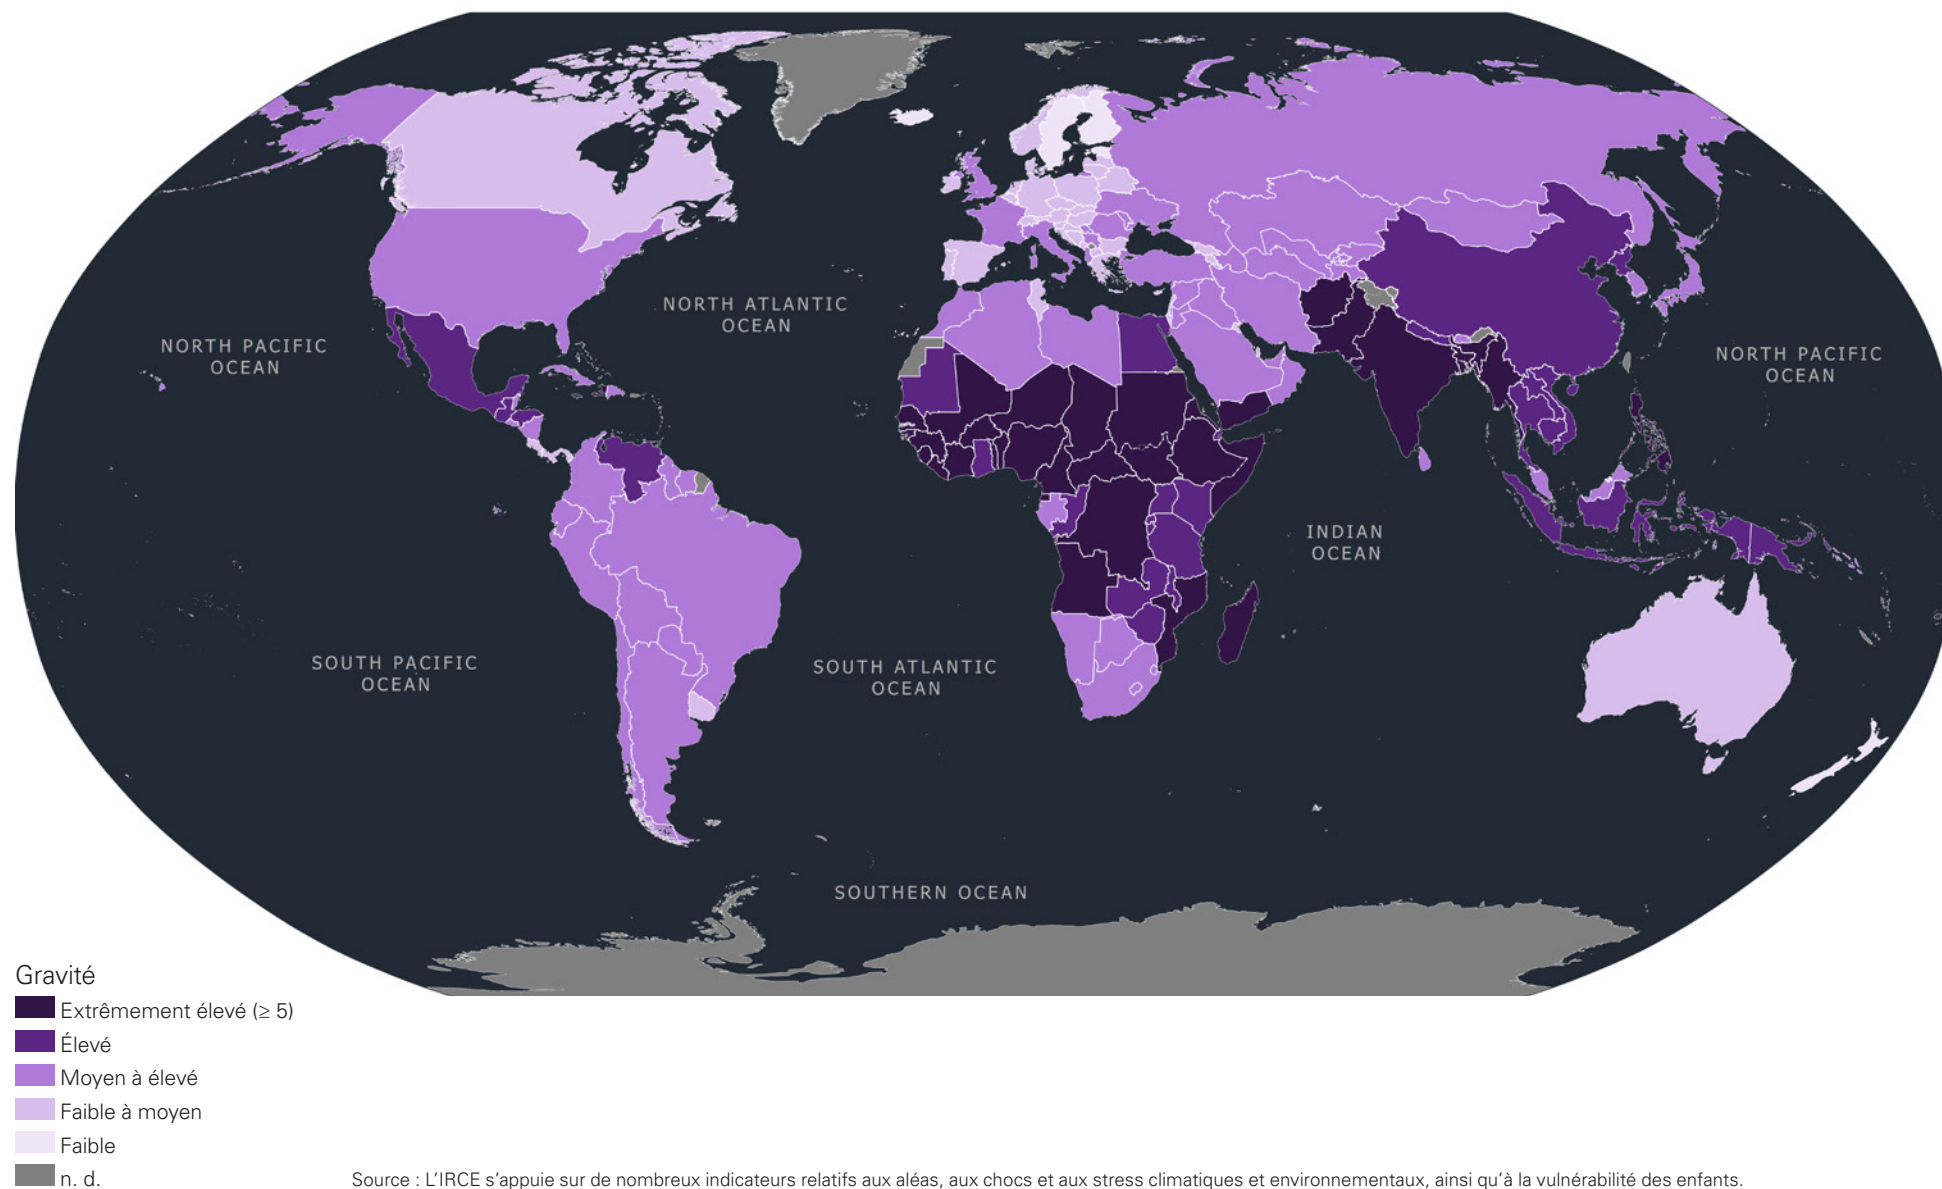 NORTH ATLANTIC
OCEAN
NORTH PACIFIC
OCEAN
NORTH PACIFIC
OCEAN
INDIAN
OCEAN
SOUTH PACIFIC
OCEAN
SOUTH ATLANTIC
OCEAN
SOUTHERN OCEAN
Gravité
Extrêmement élevé (≥ 5)
Élevé
Moyen à élevé
Faible à moyen
Faible
n. d.
Source : L’IRCE s’appuie sur de nombreux indicateurs relatifs aux aléas, aux chocs et aux stress climatiques et environnementaux, ainsi qu’à la vulnérabilité des enfants.